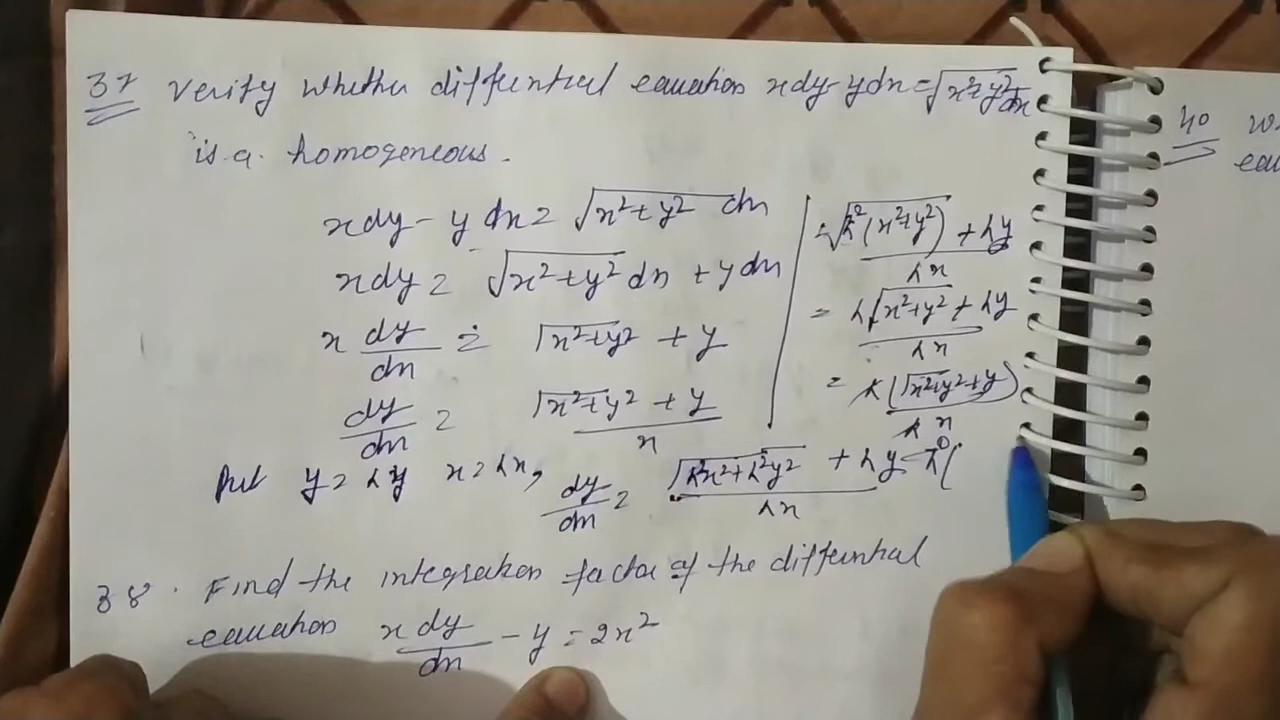 37 Verify whether differential equation xdy-ydx=√x²+y² dx
is a homogeneous.
xdy - ydx = √x²+y² dx
xdy = √x²+y² dx + ydx
x dy/dx = √x²+y² + y
dy/dx = √x²+y² + y / x
Put y=λy x=λx, dy/dx = √λ²x²+λ²y² + λy / λx
= √λ²(x²+y²) + λy / λx
= λ√x²+y² + λy / λx
= λ(√x²+y²+y) / λx
λ⁰(
38. Find the integration factor of the differential
equation x dy/dx - y = 2x²
40